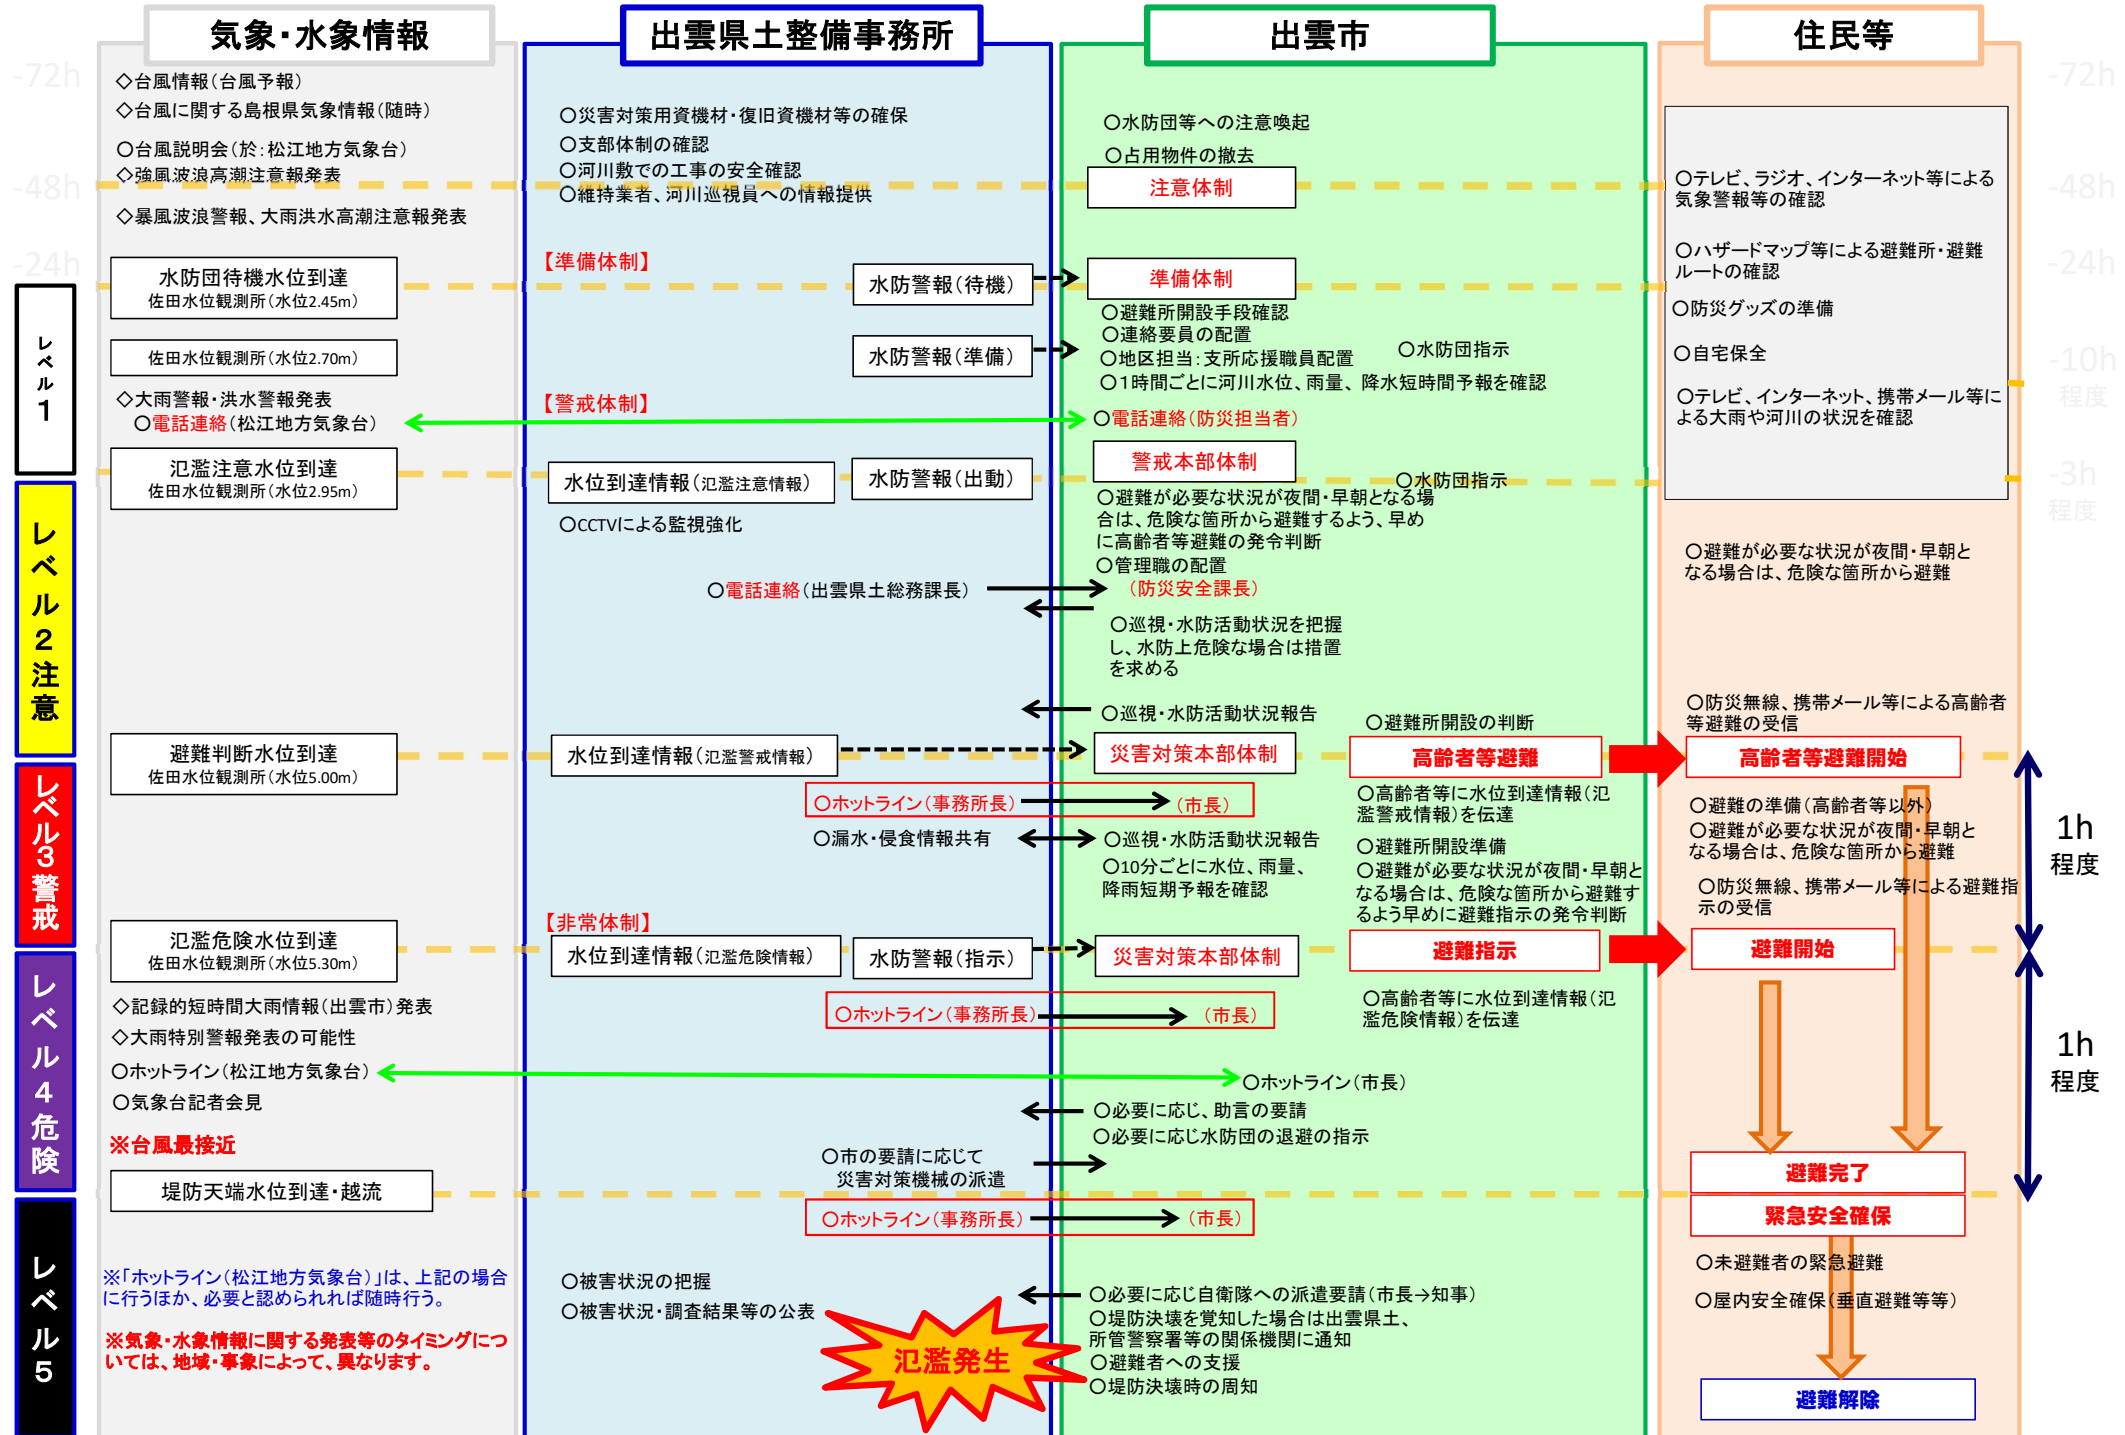 気象・水象情報
出雲県土整備事務所
出雲市
住民等
-72h
-48h
-24h
レベル1
レベル2注意
レベル3警戒
レベル4危険
レベル5
◇台風情報(台風予報)
◇台風に関する島根県気象情報(随時)
○台風説明会(於:松江地方気象台)
◇強風波浪高潮注意報発表
◇暴風波浪警報、大雨洪水高潮注意報発表
水防団待機水位到達
佐田水位観測所(水位2.45m)
佐田水位観測所(水位2.70m)
◇大雨警報・洪水警報発表
○電話連絡(松江地方気象台)
氾濫注意水位到達
佐田水位観測所(水位2.95m)
避難判断水位到達
佐田水位観測所(水位5.00m)
氾濫危険水位到達
佐田水位観測所(水位5.30m)
◇記録的短時間大雨情報(出雲市)発表
◇大雨特別警報発表の可能性
○ホットライン(松江地方気象台)
○気象台記者会見
※台風最接近
堤防天端水位到達・越流
※「ホットライン(松江地方気象台)」は、上記の場合
に行うほか、必要と認められれば随時行う。
※気象・水象情報に関する発表等のタイミングにつ
いては、地域・事象によって、異なります。
○災害対策用資機材・復旧資機材等の確保
○支部体制の確認
○河川敷での工事の安全確認
○維持業者、河川巡視員への情報提供
【準備体制】
水防警報(待機)
水防警報(準備)
【警戒体制】
水位到達情報(氾濫注意情報)
水防警報(出動)
○CCTVによる監視強化
○電話連絡(出雲県土総務課長)
水位到達情報(氾濫警戒情報)
○ホットライン(事務所長)
(市長)
○漏水・侵食情報共有
【非常体制】
水位到達情報(氾濫危険情報)
水防警報(指示)
○ホットライン(事務所長)
(市長)
○市の要請に応じて
災害対策機械の派遣
○ホットライン(事務所長)
(市長)
○被害状況の把握
○被害状況・調査結果等の公表
氾濫発生
○水防団等への注意喚起
○占用物件の撤去
注意体制
準備体制
○避難所開設手段確認
○連絡要員の配置
○地区担当:支所応援職員配置
○水防団指示
○1時間ごとに河川水位、雨量、降水短時間予報を確認
○電話連絡(防災担当者)
警戒本部体制
○水防団指示
○避難が必要な状況が夜間・早朝となる場
合は、危険な箇所から避難するよう、早め
に高齢者等避難の発令判断
○管理職の配置
(防災安全課長)
○巡視・水防活動状況を把握
し、水防上危険な場合は措置
を求める
○巡視・水防活動状況報告
○避難所開設の判断
災害対策本部体制
高齢者等避難
○高齢者等に水位到達情報(氾
濫警戒情報)を伝達
○巡視・水防活動状況報告
○10分ごとに水位、雨量、
降雨短期予報を確認
○避難所開設準備
○避難が必要な状況が夜間・早朝と
なる場合は、危険な箇所から避難す
るよう早めに避難指示の発令判断
災害対策本部体制
避難指示
○高齢者等に水位到達情報(氾
濫危険情報)を伝達
○ホットライン(市長)
○必要に応じ、助言の要請
○必要に応じ水防団の退避の指示
○必要に応じ自衛隊への派遣要請(市長→知事)
○堤防決壊を覚知した場合は出雲県土、
所管警察署等の関係機関に通知
○避難者への支援
○堤防決壊時の周知
○テレビ、ラジオ、インターネット等による
気象警報等の確認
○ハザードマップ等による避難所・避難
ルートの確認
○防災グッズの準備
○自宅保全
○テレビ、インターネット、携帯メール等に
よる大雨や河川の状況を確認
○避難が必要な状況が夜間・早朝と
なる場合は、危険な箇所から避難
○防災無線、携帯メール等による高齢者
等避難の受信
高齢者等避難開始
○避難の準備(高齢者等以外)
○避難が必要な状況が夜間・早朝と
なる場合は、危険な箇所から避難
○防災無線、携帯メール等による避難指
示の受信
避難開始
避難完了
緊急安全確保
○未避難者の緊急避難
○屋内安全確保(垂直避難等等)
避難解除
-72h
-48h
-24h
-10h
程度
-3h
程度
1h
程度
1h
程度